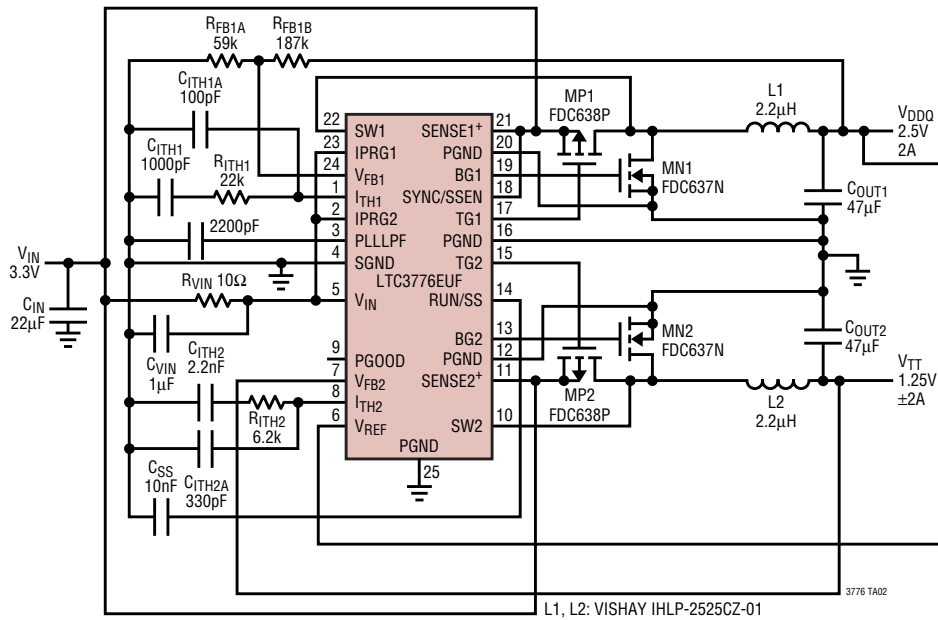 RFB1A
59k
RFB1B
187k
CITH1A
100pF
CITH1
1000pF
RITH1
22k
2200pF
VIN
3.3V
CIN
22µF
RVIN 10Ω
CVIN
1µF
CITH2
2.2nF
RITH2
6.2k
CSS
10nF
CITH2A
330pF
22
SW1
23
IPRG1
24
VFB1
1
ITH1
2
IPRG2
3
PLLLPF
4
SGND
LTC3776EUF
5
VIN
9
PGOOD
7
VFB2
8
ITH2
6
VREF
PGND
25
SENSE1+
21
PGND
20
BG1
19
SYNC/SSEN
18
TG1
17
PGND
16
TG2
15
RUN/SS
14
BG2
13
PGND
12
SENSE2+
11
SW2
10
MP1
FDC638P
MN1
FDC637N
L1
2.2µH
VDDQ
2.5V
2A
COUT1
47µF
MN2
FDC637N
MP2
FDC638P
COUT2
47µF
L2
2.2µH
VTT
1.25V
±2A
3776 TA02
L1, L2: VISHAY IHLP-2525CZ-01